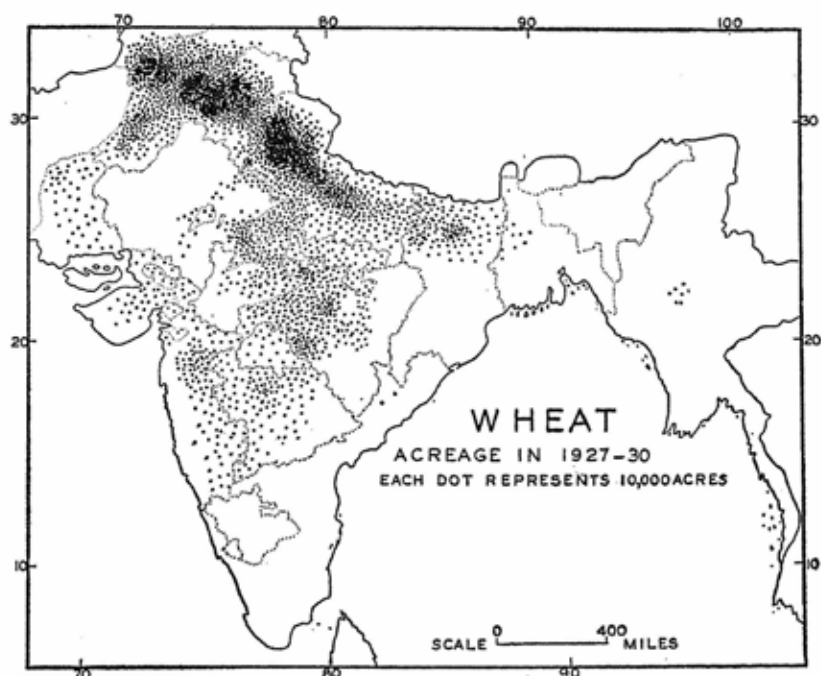 70 80 90 100
30 30
20 20
WHEAT
ACREAGE IN 1927-30
EACH DOT REPRESENTS 10,000 ACRES
10 10
0 400
SCALE MILES
70 80 90